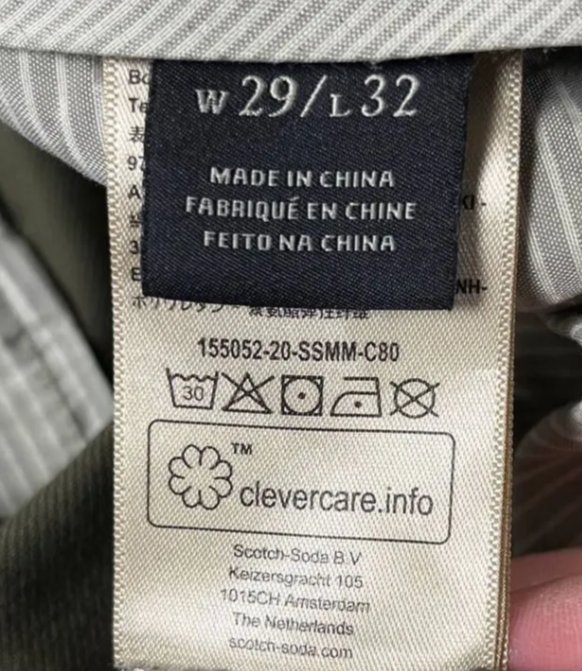 W 29/L 32
MADE IN CHINA
FABRIQUÉ EN CHINE
FEITO NA CHINA
155052-20-SSMM-C80
30
TM
clevercare.info
Scotch-Soda B.V
Keizersgracht 105
1015CH Amsterdam
The Netherlands
scotch-soda.com